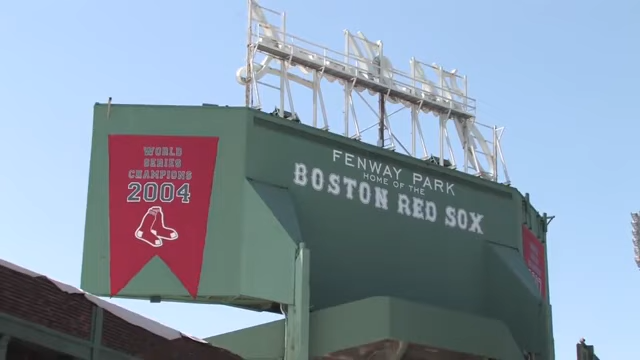 WORLD
SERIES
CHAMPIONS
2004
FENWAY PARK
HOME OF THE
BOSTON RED SOX